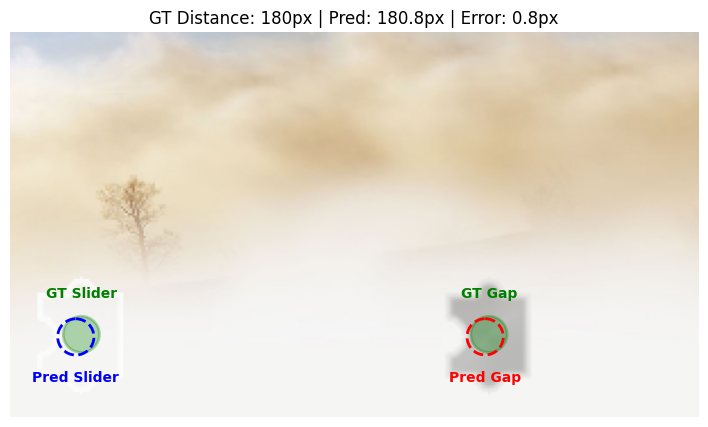 GT Distance: 180px | Pred: 180.8px | Error: 0.8px
GT Slider
GT Gap
Pred Slider
Pred Gap